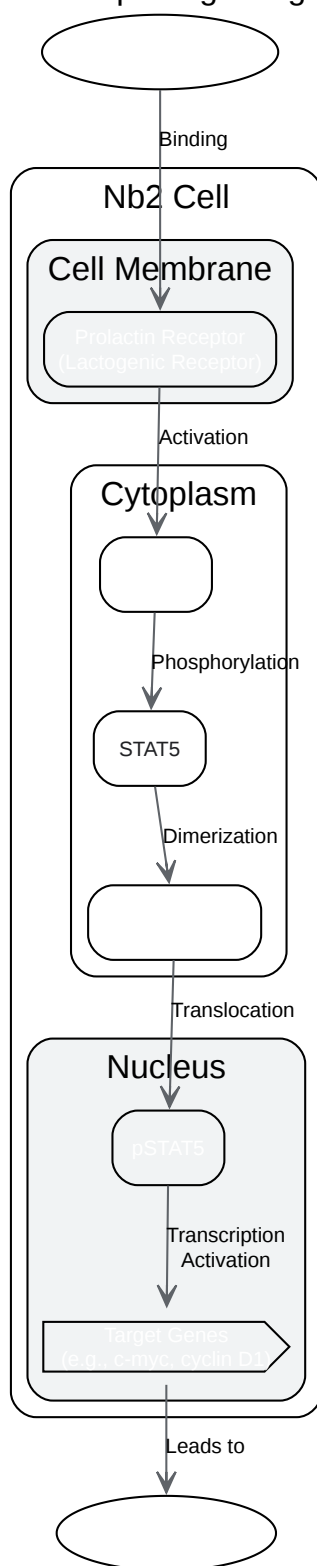 Binding
Nb2 Cell
Cell Membrane
Prolactin Receptor
(Lactogenic Receptor)
Activation
Cytoplasm
Phosphorylation
STAT5
Dimerization
Translocation
Nucleus
pSTAT5
Transcription
Activation
Target Genes
(e.g., c-myc, cyclin D1)
Leads to